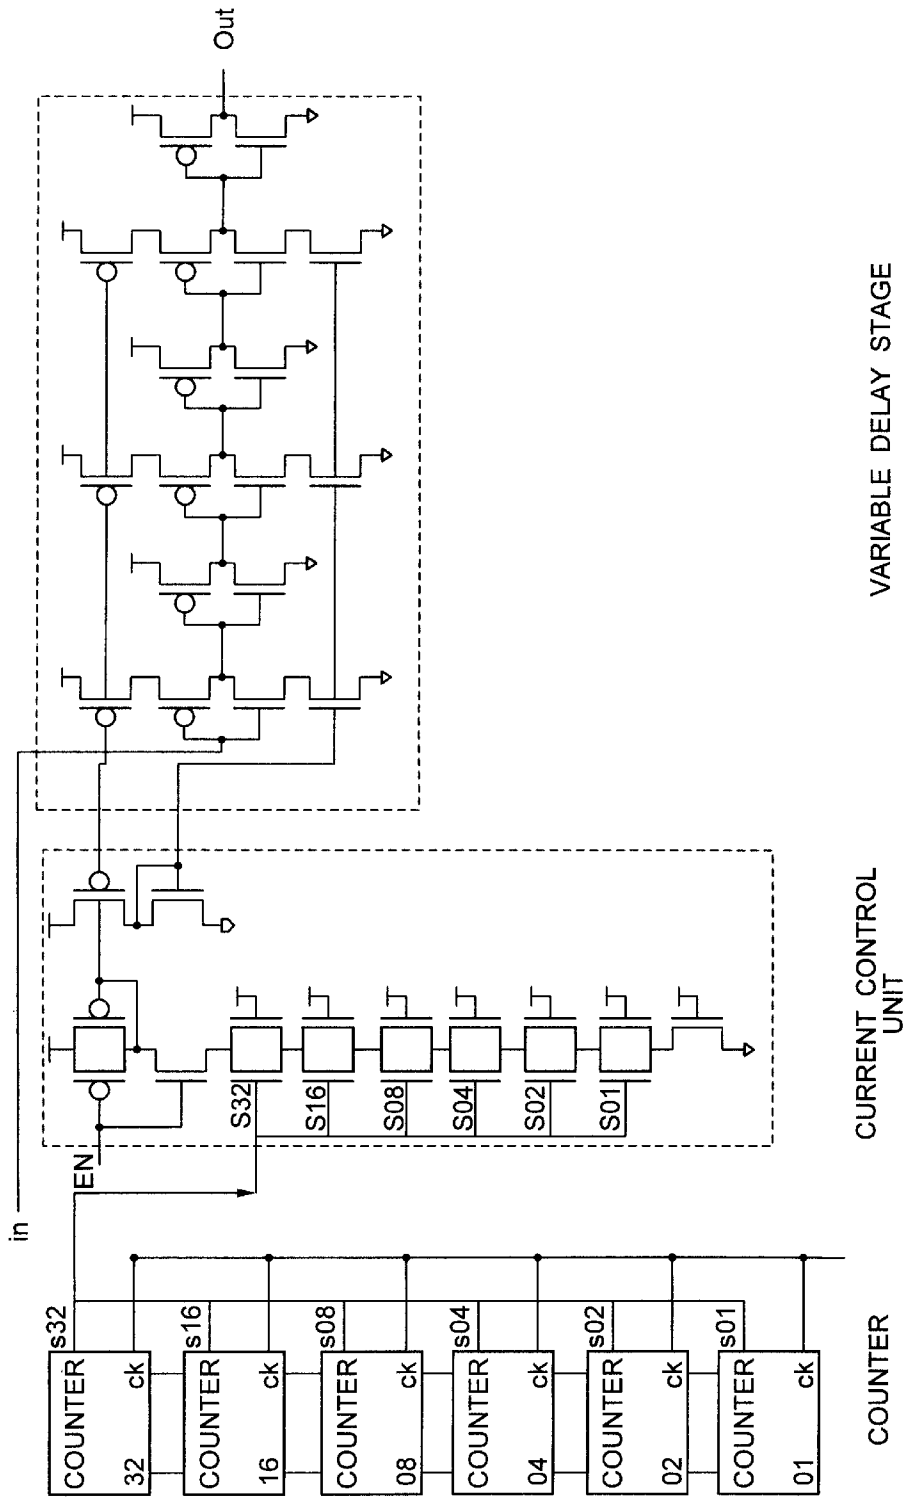 Out
VARIABLE DELAY STAGE
in
EN
S32
S16
S08
S04
S02
S01
CURRENT CONTROL
UNIT
COUNTER
32
s32
ck
COUNTER
16
s16
ck
COUNTER
08
s08
ck
COUNTER
04
s04
ck
COUNTER
02
s02
ck
COUNTER
01
s01
ck
COUNTER